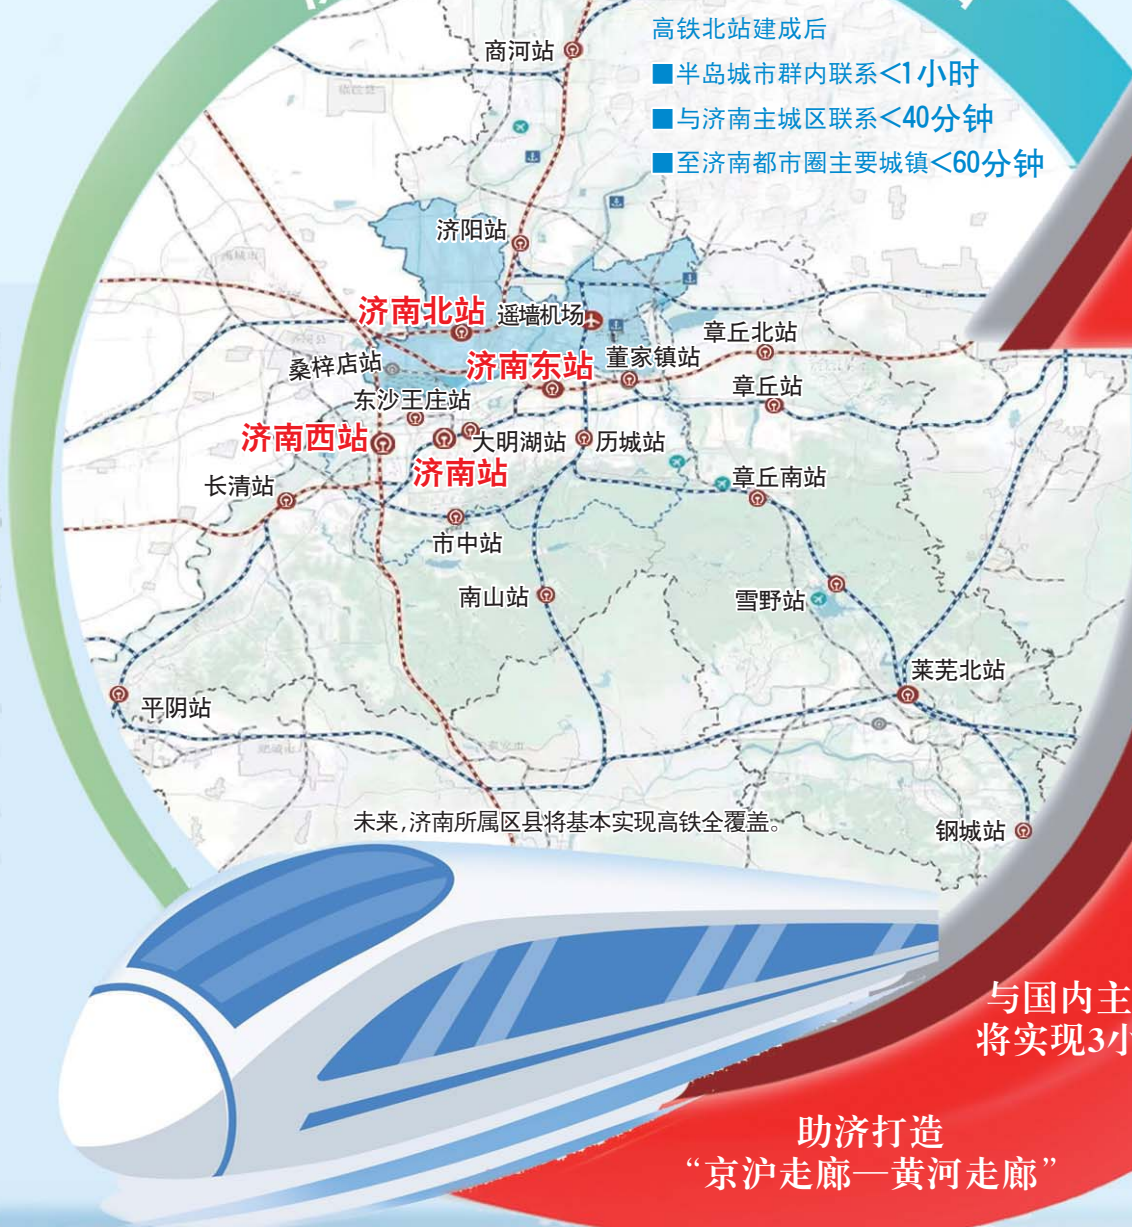 高铁北站建成后
■半岛城市群内联系<1小时
■与济南主城区联系<40分钟
■至济南都市圈主要城镇<60分钟
商河站
济阳站
济南北站
遥墙机场
桑梓店站
济南东站
董家镇站
章丘北站
东沙王庄站
章丘站
济南西站
大明湖站
历城站
济南站
长清站
章丘南站
市中站
南山站
雪野站
莱芜北站
平阴站
未来,济南所属区县将基本实现高铁全覆盖。
钢城站
与国内主
将实现3小
助济打造
“京沪走廊—黄河走廊”